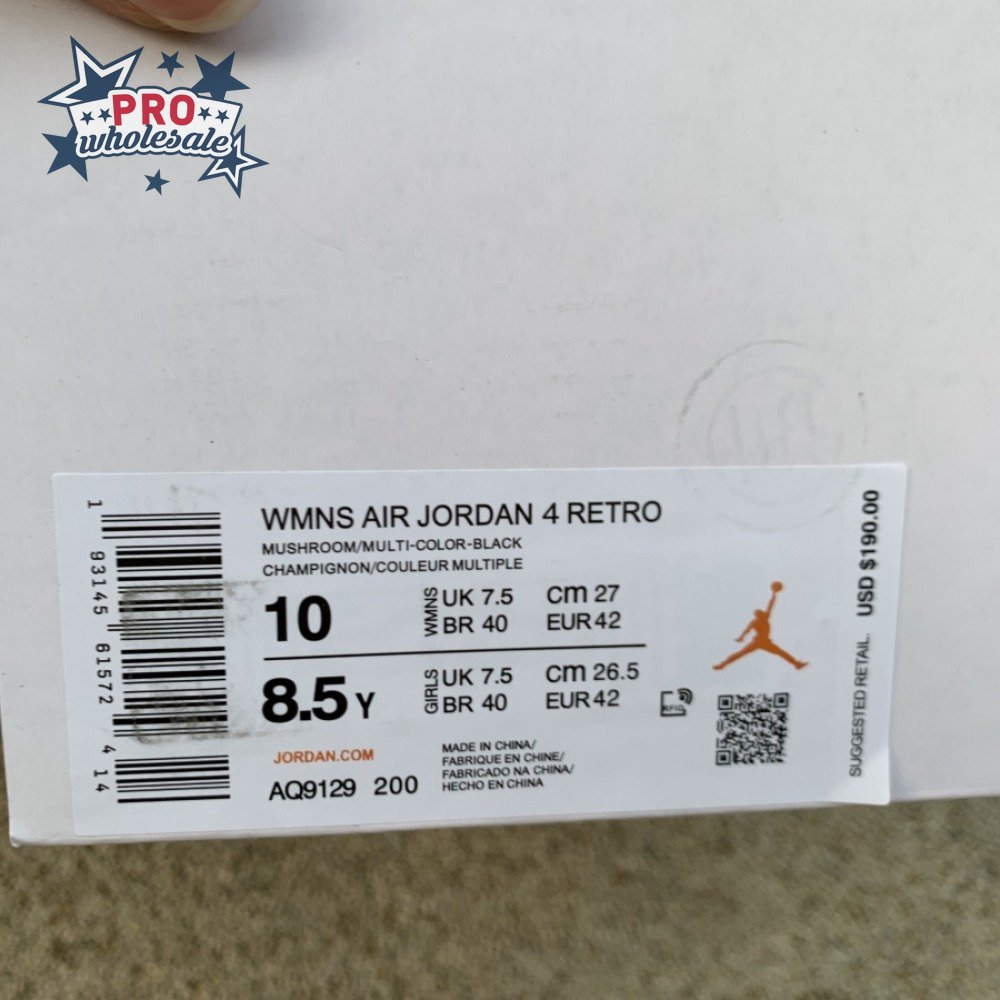 PRO
wholesale
WMNS AIR JORDAN 4 RETRO
MUSHROOM/MULTI-COLOR-BLACK
CHAMPIGNON/COULEUR MULTIPLE
10 WMNS UK 7.5 cm 27
BR 40 EUR 42
8.5 Y GIRLS UK 7.5 cm 26.5
BR 40 EUR 42
RFID
JORDAN.COM
AQ9129 200
MADE IN CHINA/
FABRIQUE EN CHINE/
FABRICADO NA CHINA/
HECHO EN CHINA
1 93145 61572 4 14
SUGGESTED RETAIL USD $190.00